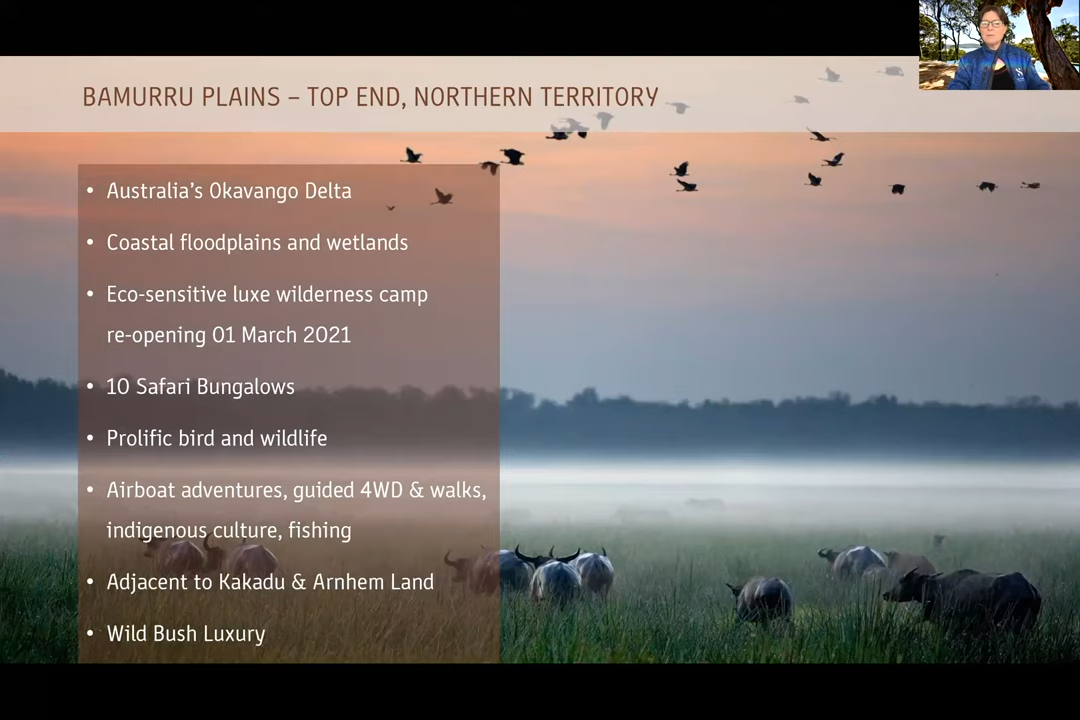 BAMURRU PLAINS – TOP END, NORTHERN TERRITORY
• Australia’s Okavango Delta
• Coastal floodplains and wetlands
• Eco-sensitive luxe wilderness camp
re-opening 01 March 2021
• 10 Safari Bungalows
• Prolific bird and wildlife
• Airboat adventures, guided 4WD & walks,
indigenous culture, fishing
• Adjacent to Kakadu & Arnhem Land
• Wild Bush Luxury